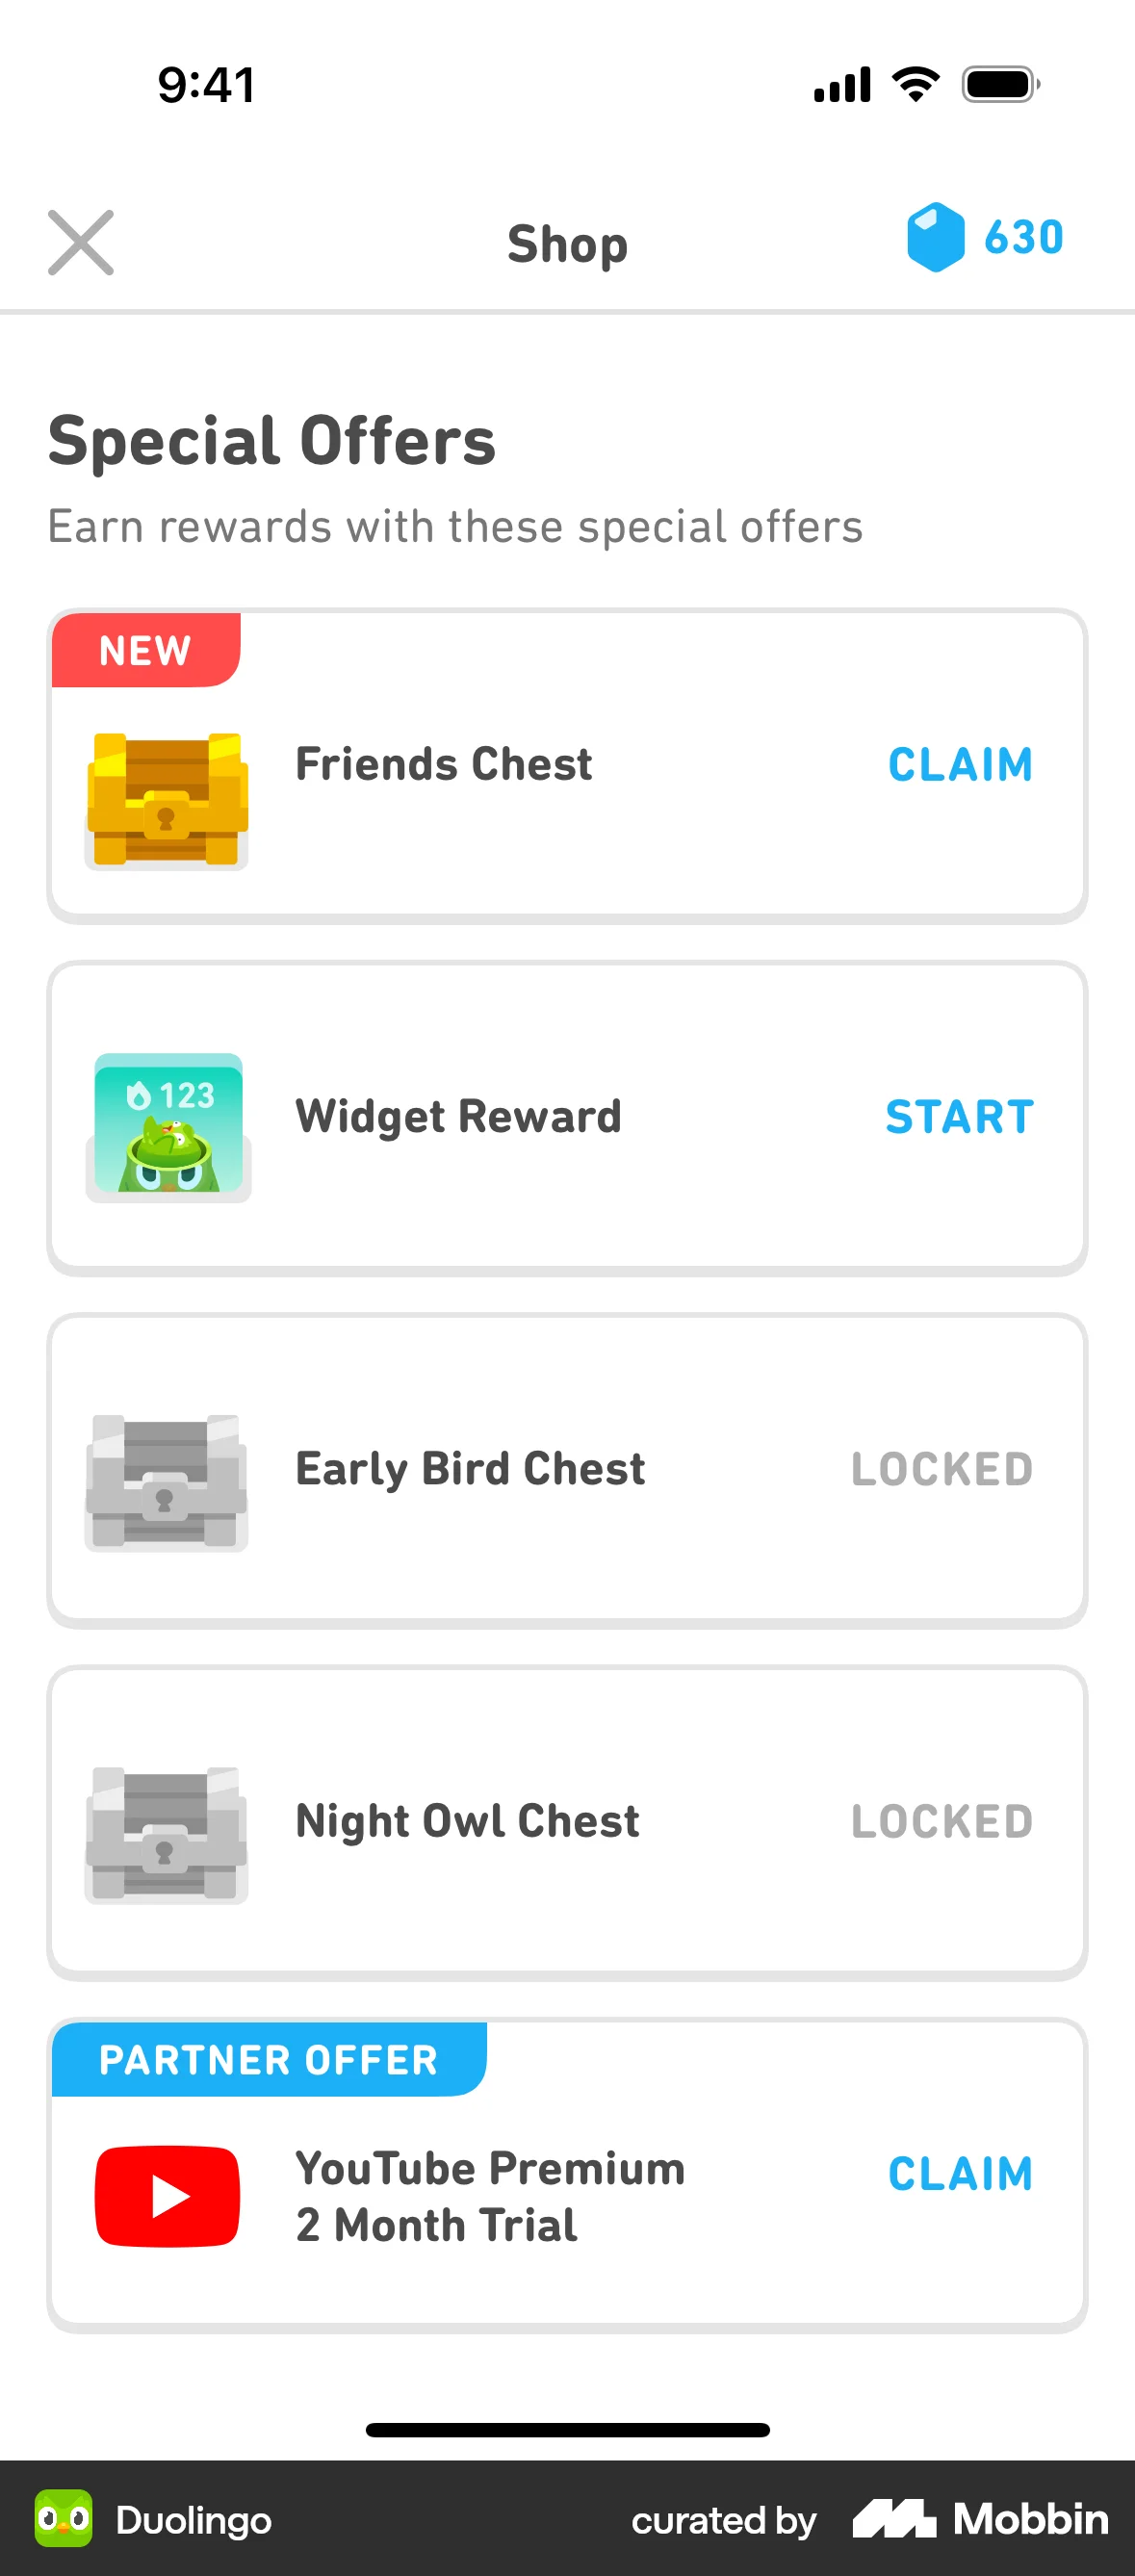 9:41
Shop
630
Special Offers
Earn rewards with these special offers
NEW
Friends Chest
CLAIM
123
Widget Reward
START
Early Bird Chest
LOCKED
Night Owl Chest
LOCKED
PARTNER OFFER
YouTube Premium
2 Month Trial
CLAIM
Duolingo
curated by
Mobbin